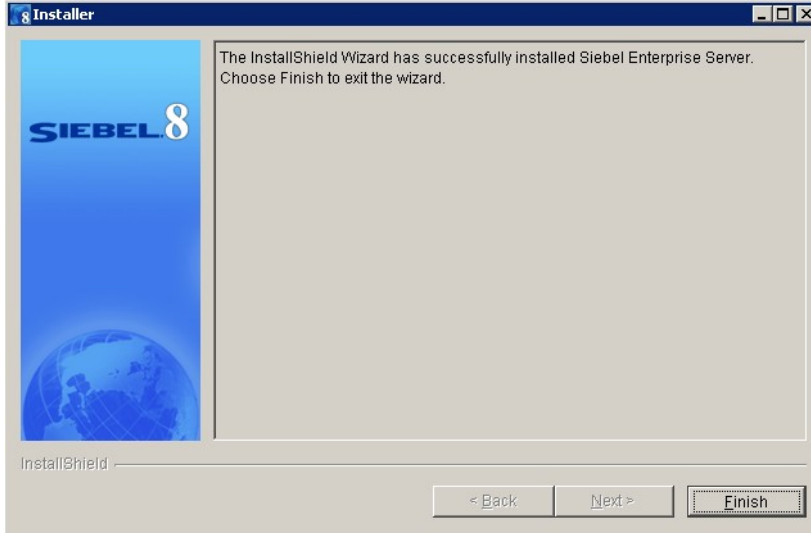 8 Installer
The InstallShield Wizard has successfully installed Siebel Enterprise Server.
Choose Finish to exit the wizard.
SIEBEL.8
InstallShield
< Back
Next >
Finish